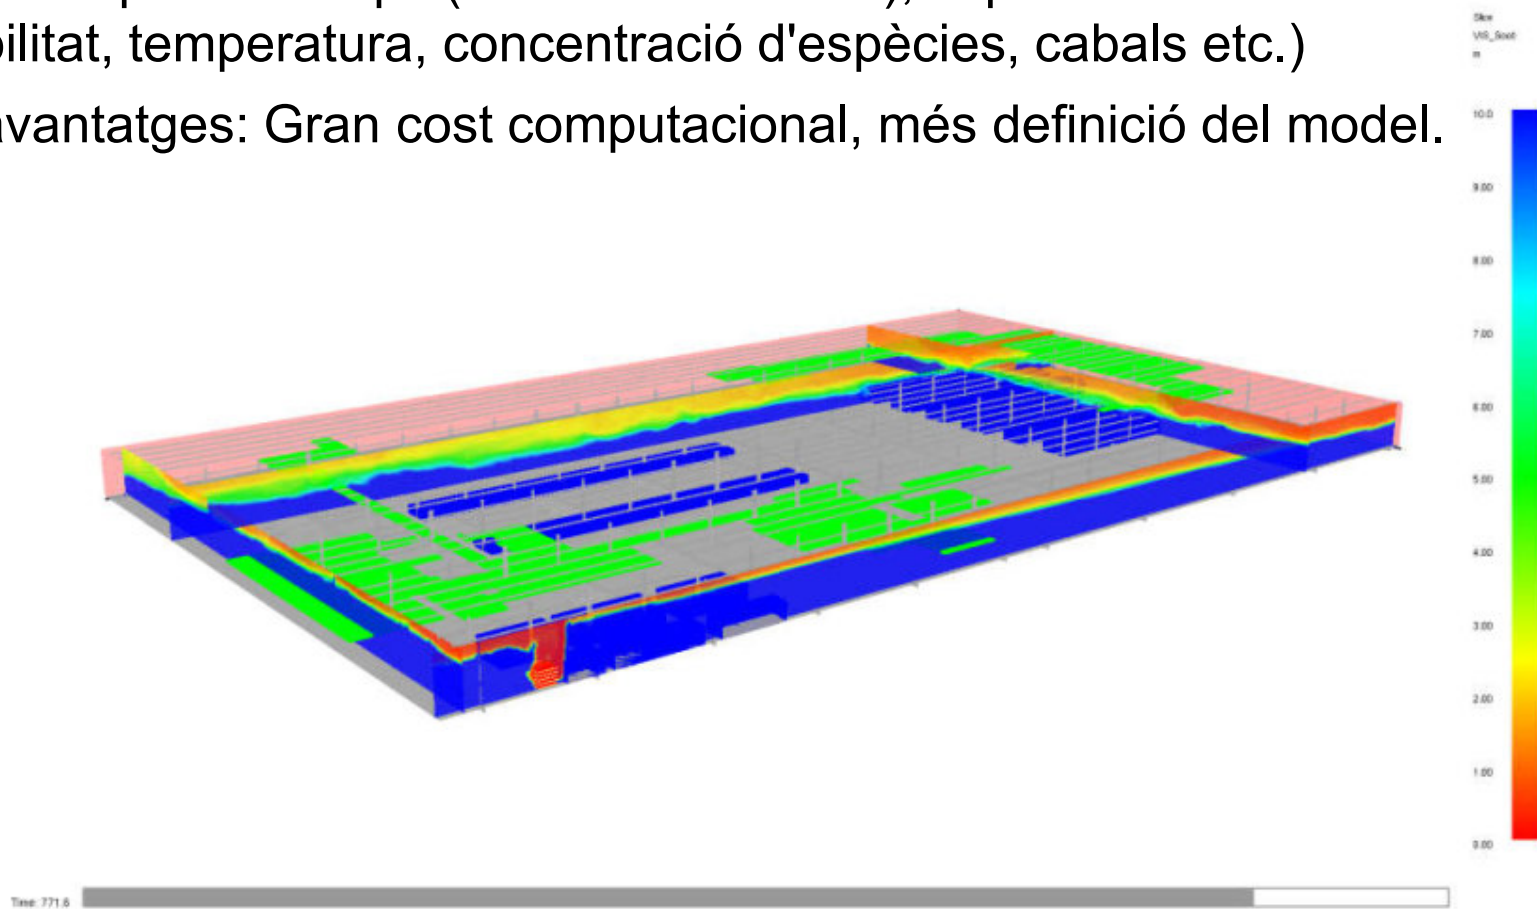 bilitat, temperatura, concentració d'espècies, cabals etc.)
avantatges: Gran cost computacional, més definició del model.
Slice
VIS_Soot
m
10.0
9.00
8.00
7.00
6.00
5.00
4.00
3.00
2.00
1.00
0.00
Time: 771.6